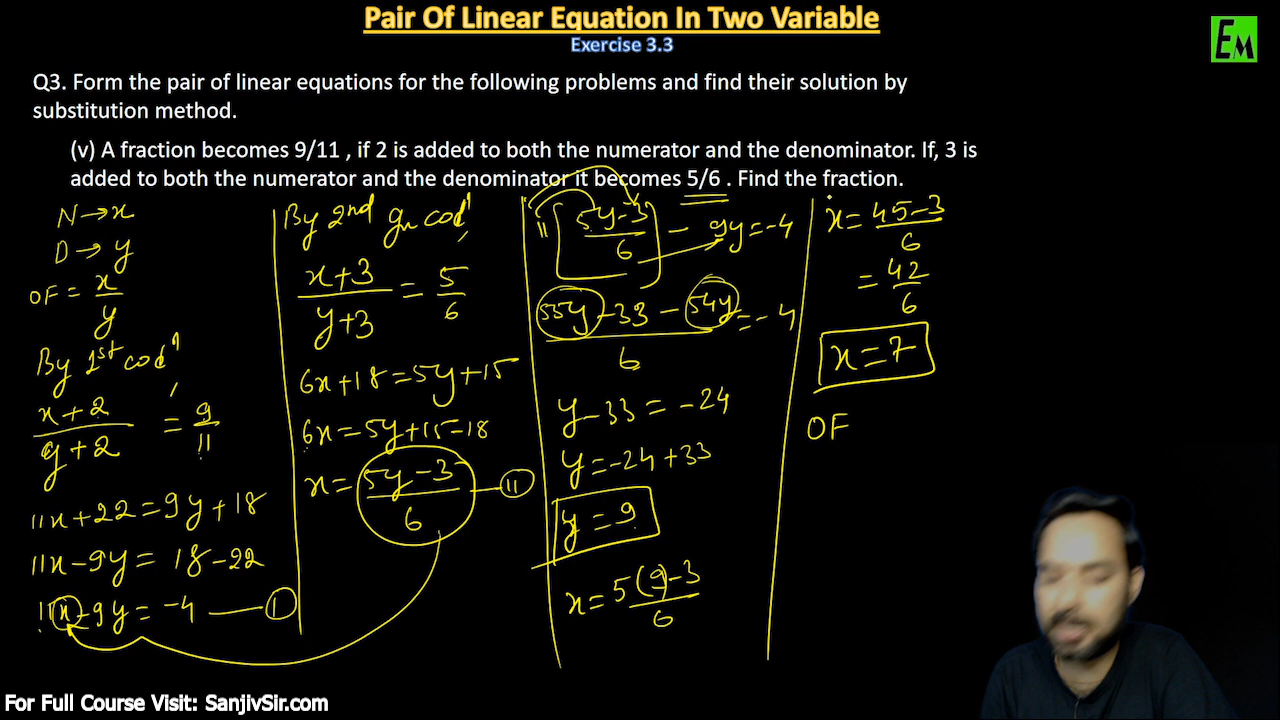 Pair Of Linear Equation In Two Variable
Exercise 3.3
EM
Q3. Form the pair of linear equations for the following problems and find their solution by
substitution method.
(v) A fraction becomes 9/11 , if 2 is added to both the numerator and the denominator. If, 3 is
added to both the numerator and the denominator it becomes 5/6 . Find the fraction.
N→x
D→y
OF = x/y
By 1st cod^n,
x+2/y+2 = 9/11
11x+22=9y+18
11x-9y= 18-22
11x-9y= -4 — I
By 2nd gn cod^n,
x+3/y+3 = 5/6
6x+18=5y+15
6x=5y+15-18
x= 5y-3/6 — II
11[5y-3/6] - 9y=-4
55y-33-54y/6 =-4
y-33=-24
y=-24+33
y=9
x=5(9)-3/6
x=45-3/6
=42/6
x=7
OF
For Full Course Visit: SanjivSir.com